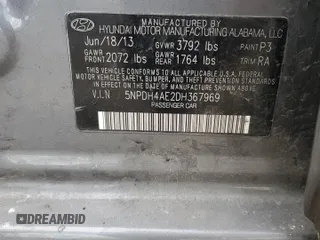 MANUFACTURED BY
HYUNDAI MOTOR MANUFACTURING ALABAMA, LLC
Jun/18/13 GVWR 3792 lbs PAINT P3
GAWR FRONT 2072 lbs GAWR REAR 1764 lbs TRIM RA
THIS VEHICLE CONFORMS TO ALL APPLICABLE
U.S. FEDERAL MOTOR VEHICLE SAFETY, BUMPER,
AND THEFT PREVENTION STANDARDS IN EFFECT
ON THE DATE OF MANUFACTURE SHOWN ABOVE.
V.I.N 5NPDH4AE2DH367969
PASSENGER CAR
DREAMBID